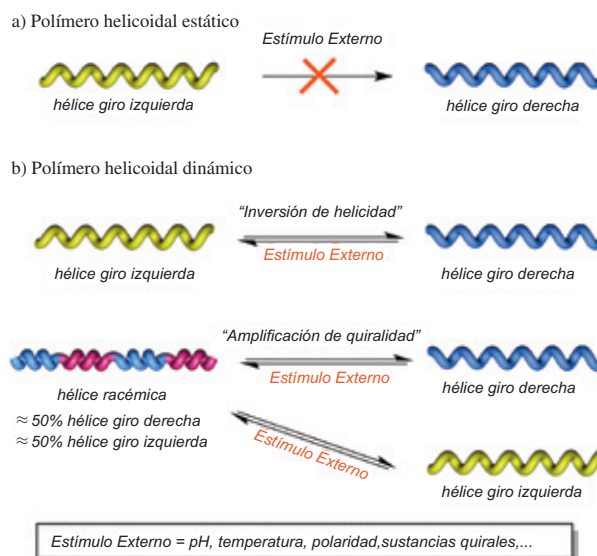 a) Polímero helicoidal estático
Estímulo Externo
hélice giro izquierda
hélice giro derecha
b) Polímero helicoidal dinámico
“Inversión de helicidad”
Estímulo Externo
hélice giro izquierda
hélice giro derecha
“Amplificación de quiralidad”
Estímulo Externo
hélice racémica
hélice giro derecha
≈ 50% hélice giro derecha
≈ 50% hélice giro izquierda
Estímulo Externo
hélice giro izquierda
Estímulo Externo = pH, temperatura, polaridad,sustancias quirales,...